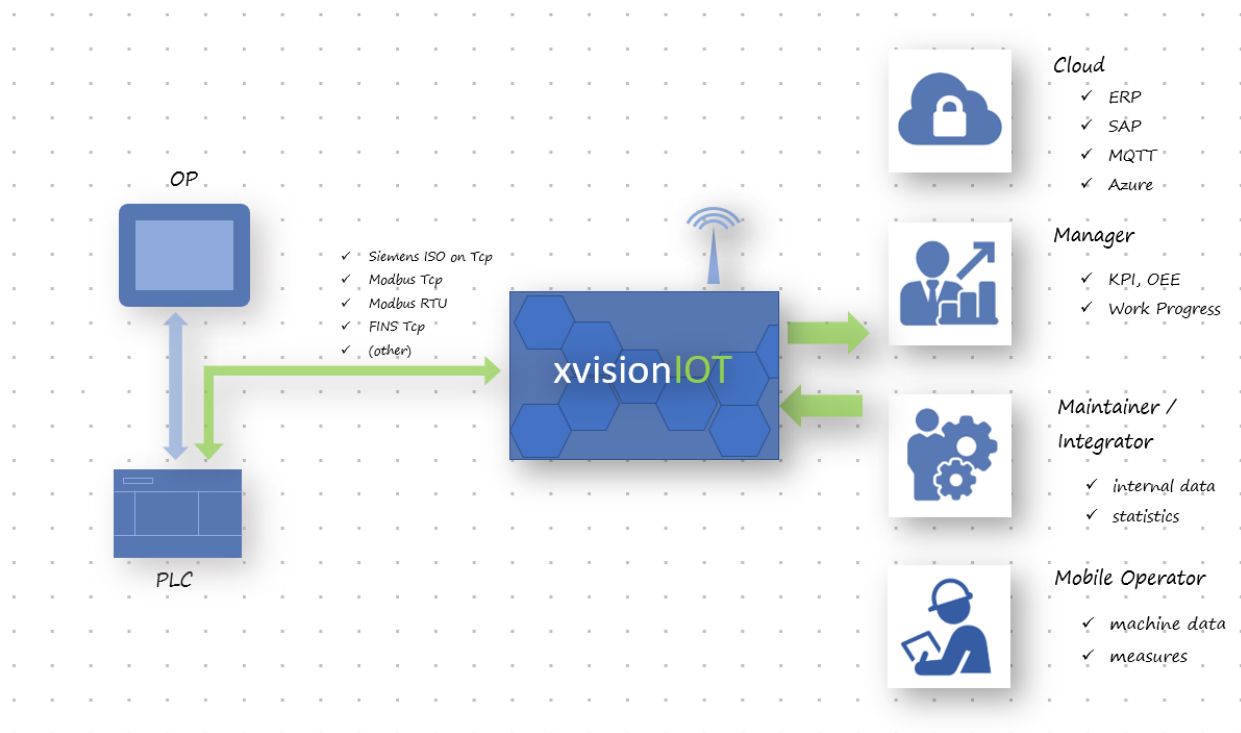 OP
PLC
Siemens ISO on Tcp
Modbus Tcp
Modbus RTU
FINS Tcp
(other)
xvisionIOT
Cloud
ERP
SAP
MQTT
Azure
Manager
KPI, OEE
Work Progress
Maintainer /
Integrator
internal data
statistics
Mobile Operator
machine data
measures